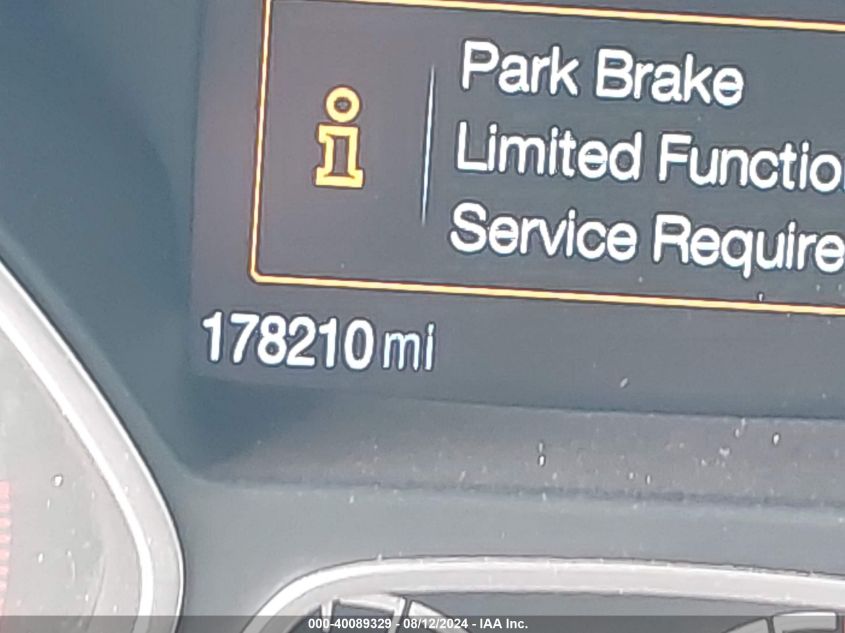 Park Brake
Limited Functio
Service Require
178210 mi
000-40089329 - 08/12/2024 - IAA Inc.